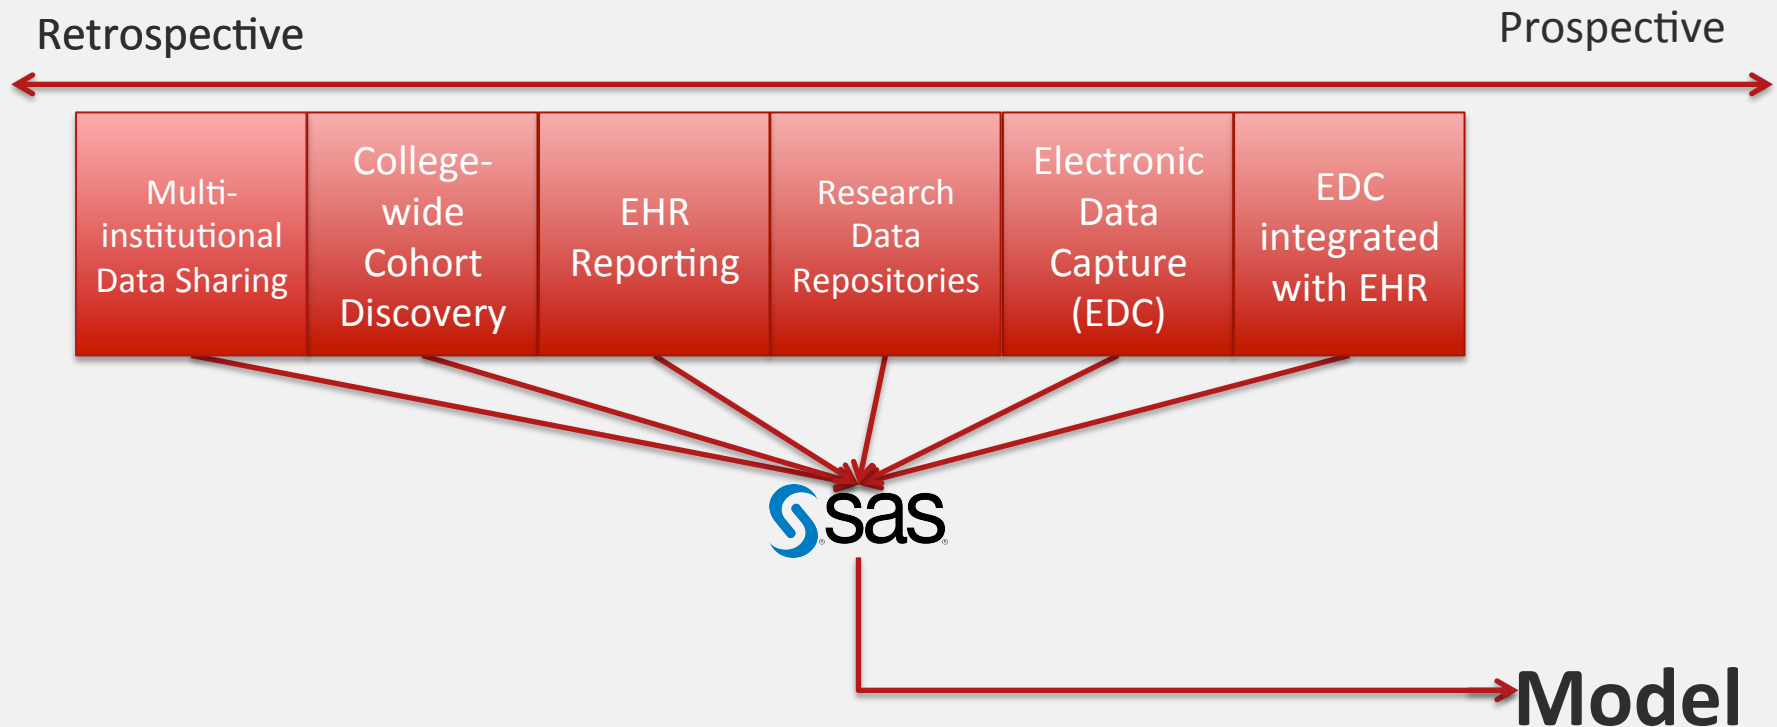 Retrospective
Prospective
Multi-
institutional
Data Sharing
College-
wide
Cohort
Discovery
EHR
Reporting
Research
Data
Repositories
Electronic
Data
Capture
(EDC)
EDC
integrated
with EHR
sas
Model